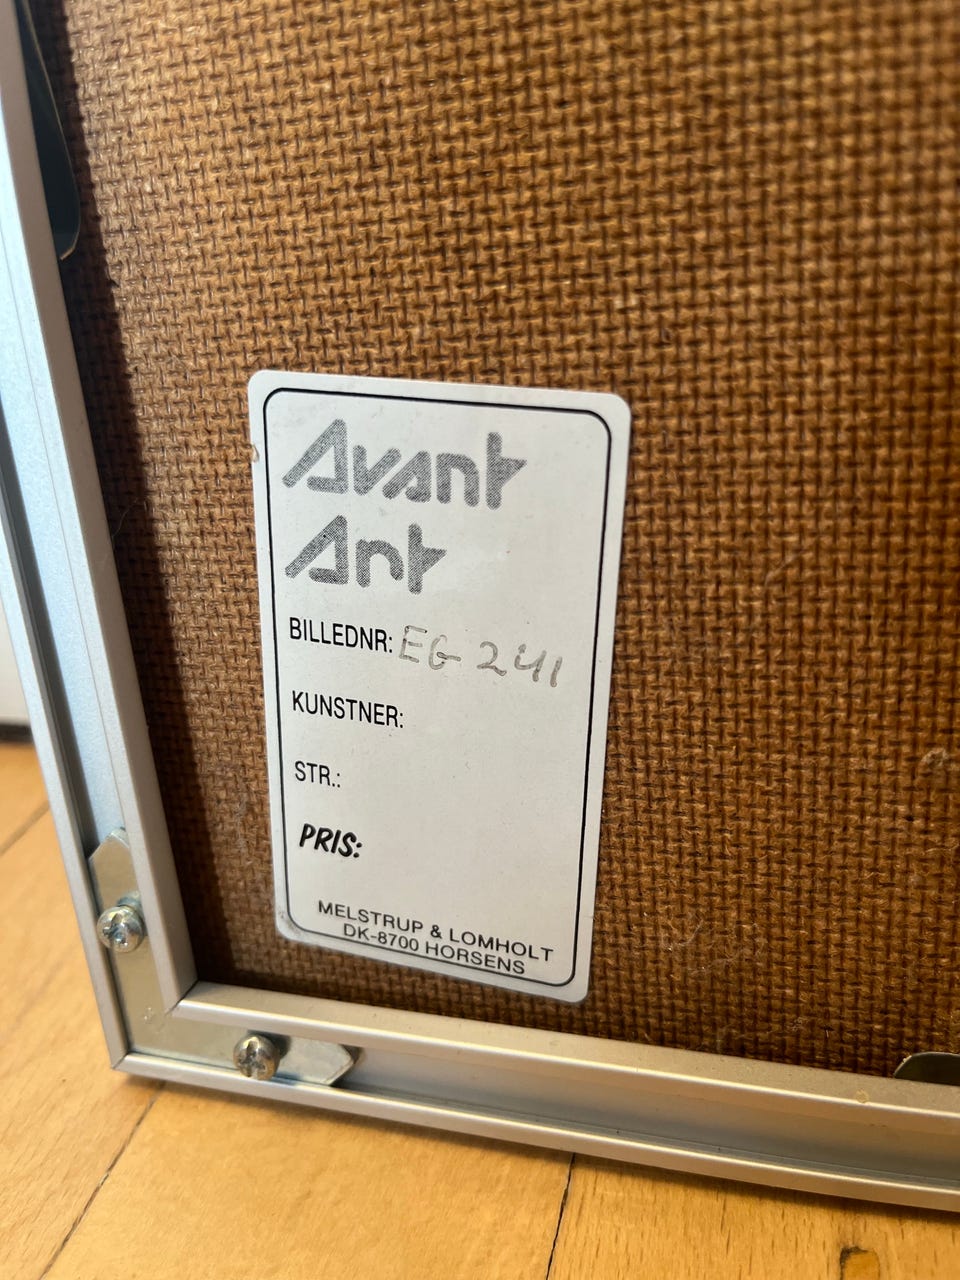 Avant
Art
BILLEDNR: EG 241
KUNSTNER:
STR.:
PRIS:
MELSTRUP & LOMHOLT
DK-8700 HORSENS